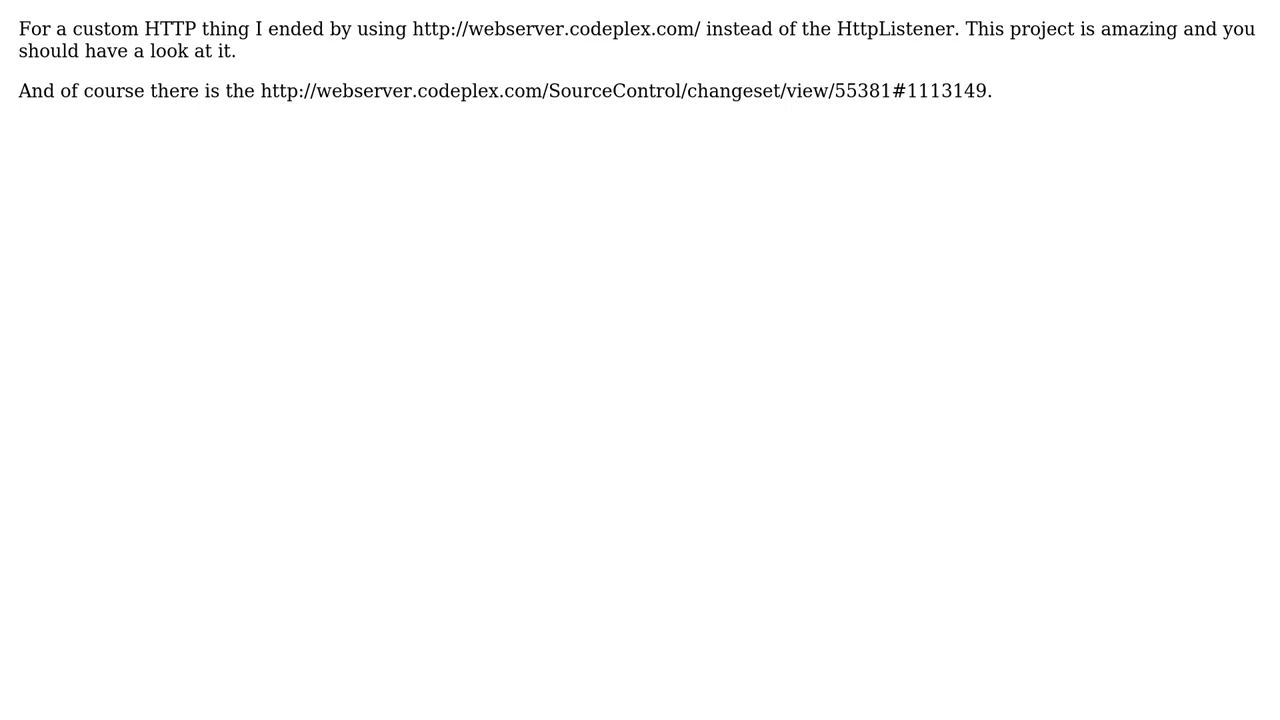 For a custom HTTP thing I ended by using http://webserver.codeplex.com/ instead of the HttpListener. This project is amazing and you
should have a look at it.
And of course there is the http://webserver.codeplex.com/SourceControl/changeset/view/55381#1113149.